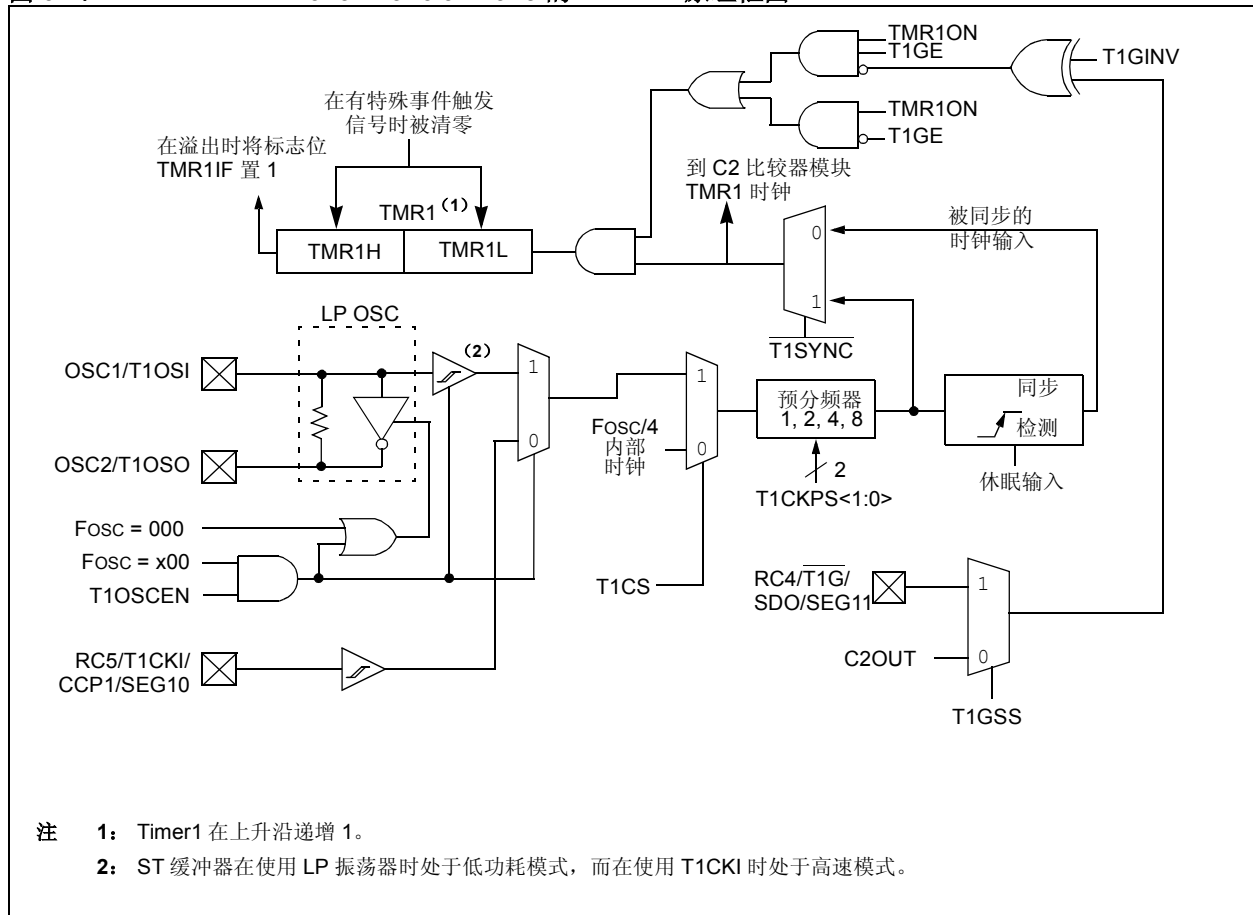 TMR1ON
T1GE
T1GINV
TMR1ON
T1GE
在有特殊事件触发
信号时被清零
在溢出时将标志位
TMR1IF 置 1
到 C2 比较器模块
TMR1 时钟
TMR1（1）
TMR1H
TMR1L
0
1
T1SYNC
被同步的
时钟输入
LP OSC
OSC1/T1OSI
（2）
OSC2/T1OSO
1
0
FOSC/4
内部
时钟
1
0
预分频器
1, 2, 4, 8
2
T1CKPS<1:0>
同步
检测
休眠输入
FOSC = 000
FOSC = x00
T1OSCEN
T1CS
RC5/T1CKI/
CCP1/SEG10
RC4/T1G/
SDO/SEG11
1
C2OUT
0
T1GSS
注 1： Timer1 在上升沿递增 1。
2： ST 缓冲器在使用 LP 振荡器时处于低功耗模式，而在使用 T1CKI 时处于高速模式。